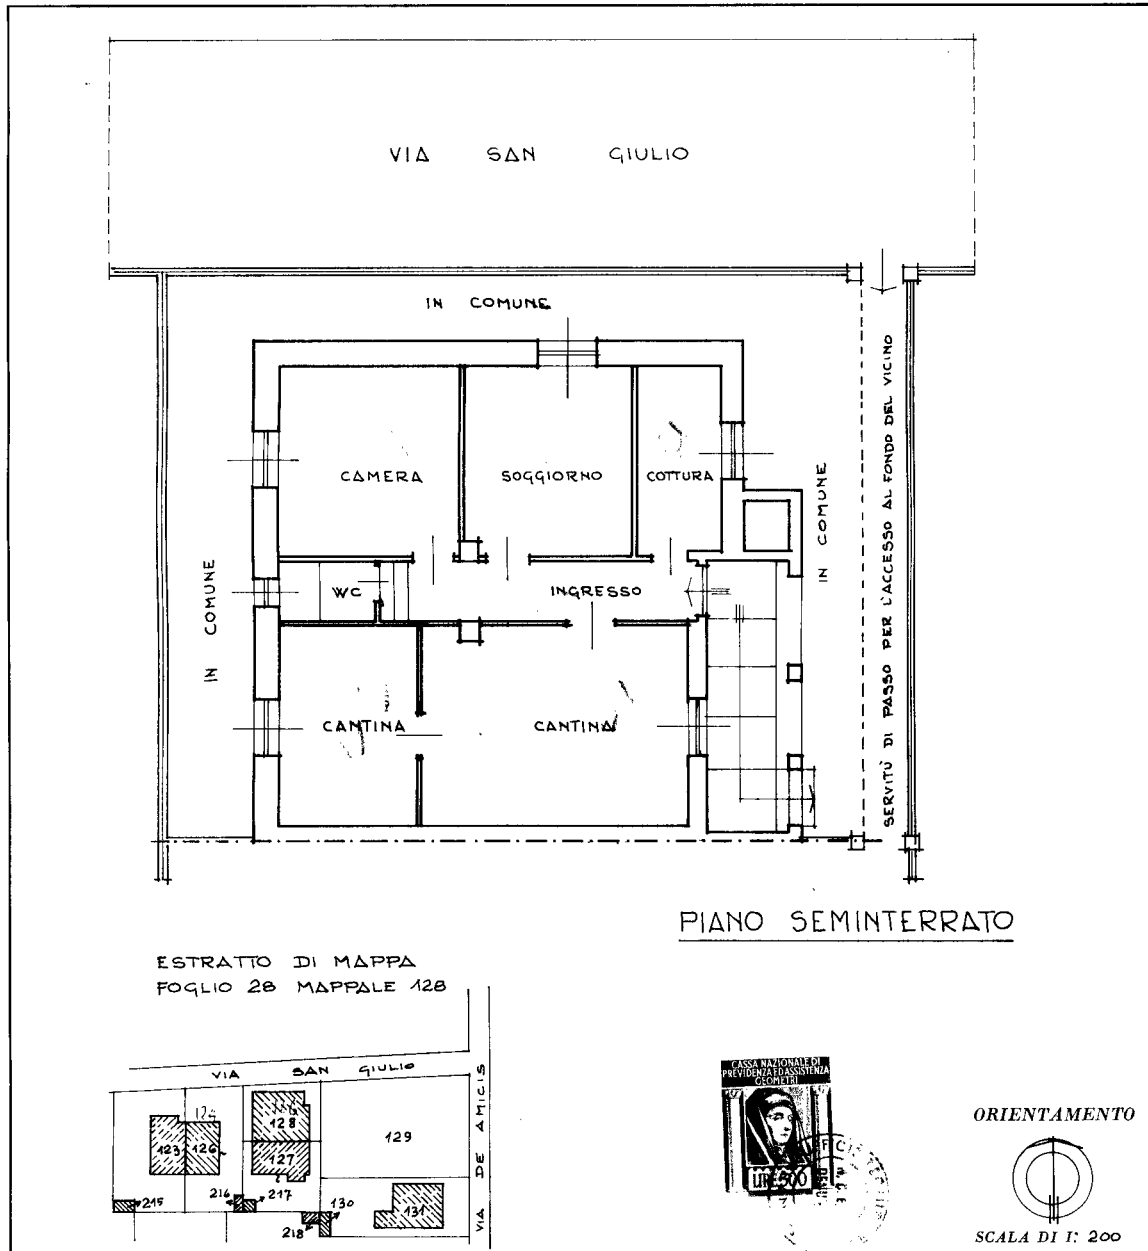 VIA SAN GIULIO
IN COMUNE
CAMERA
SOGGIORNO
COTTURA
IN COMUNE
SERVITÙ DI PASSO PER L'ACCESSO AL FONDO DEL VICINO
IN COMUNE
WC
INGRESSO
CANTINA
CANTINA
PIANO SEMINTERRATO
ESTRATTO DI MAPPA
FOGLIO 28 MAPPALE 128
VIA SAN GIULIO
VIA DE AMICIS
124
123
126
128
127
129
215
216
217
130
218
131
CASSA NAZIONALE DI
PREVIDENZA ED ASSISTENZA
GEOMETRI
LIRE 500
ORIENTAMENTO
SCALA DI 1: 200